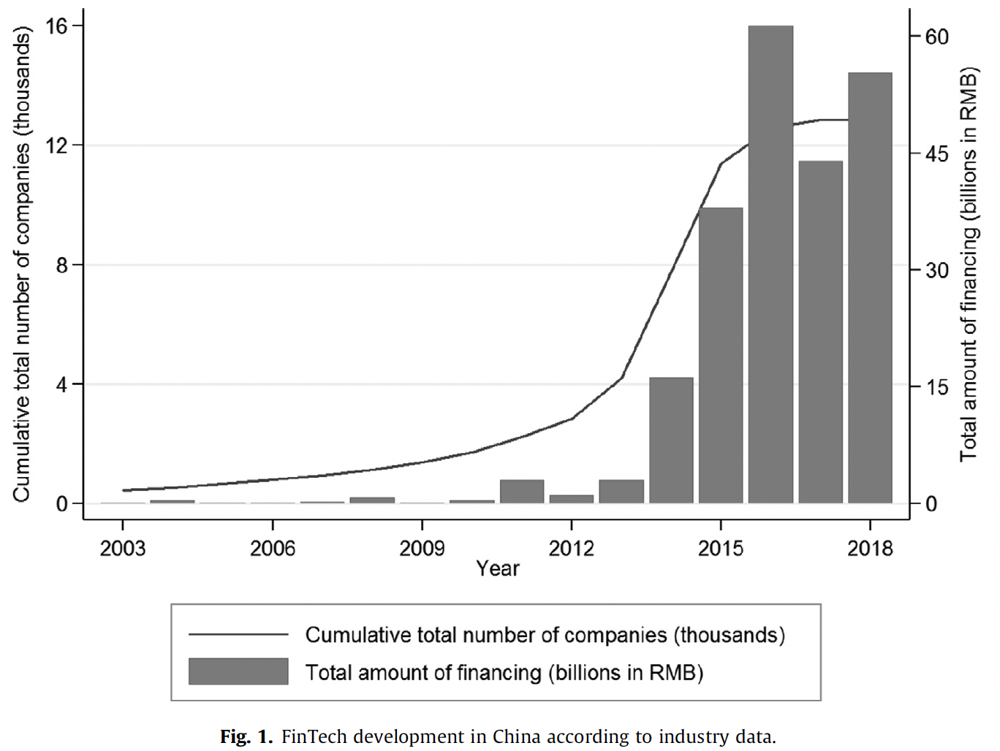 Cumulative total number of companies (thousands)
16
12
8
4
0
60
45
30
15
0
Total amount of financing (billions in RMB)
2003 2006 2009 2012 2015 2018
Year
Cumulative total number of companies (thousands)
Total amount of financing (billions in RMB)
Fig. 1. FinTech development in China according to industry data.